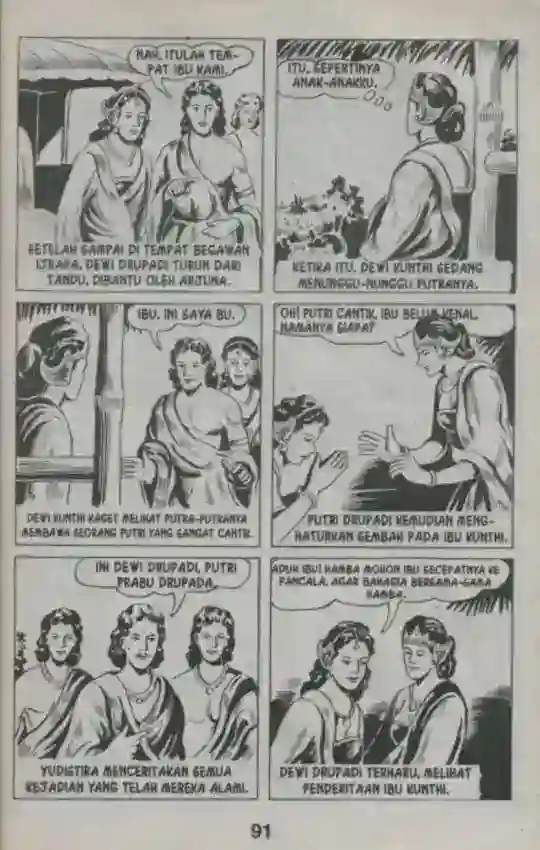 NAH, ITULAH TEM-
PAT IBU KAMI.
SETELAH SAMPAI DI TEMPAT BEGAWAN
ISRAPA, DEWI DRUPADI TURUN DARI
TANDU, DIBANTU OLEH ARJUNA.
ITU, SEPERTINYA
ANAK-ANAKKU.
KETIKA ITU, DEWI KUNTHI SEDANG
MENUNGGU-NUNGGU PUTRANYA.
IBU, INI SAYA BU.
DEWI KUNTHI KAGET MELIHAT PUTRA-PUTRANYA
MEMBAWA SEORANG PUTRI YANG SANGAT CANTIK.
OH! PUTRI CANTIK, IBU BELUM KENAL
NAMANYA SIAPA?
PUTRI DRUPADI KEMUDIAN MENG-
HATURKAN SEMBAH PADA IBU KUNTHI.
INI DEWI DRUPADI, PUTRI
PRABU DRUPADA.
YUDISTIRA MENCERITAKAN SEMUA
KEJADIAN YANG TELAH MEREKA ALAMI.
ADUH IBU! HAMBA MOHON IBU SECEPATNYA KE
PANCALA, AGAR BAHAGIA BERSAMA-SAMA
HAMBA.
DEWI DRUPADI TERHARU, MELIHAT
PENDERITAAN IBU KUNTHI.
91